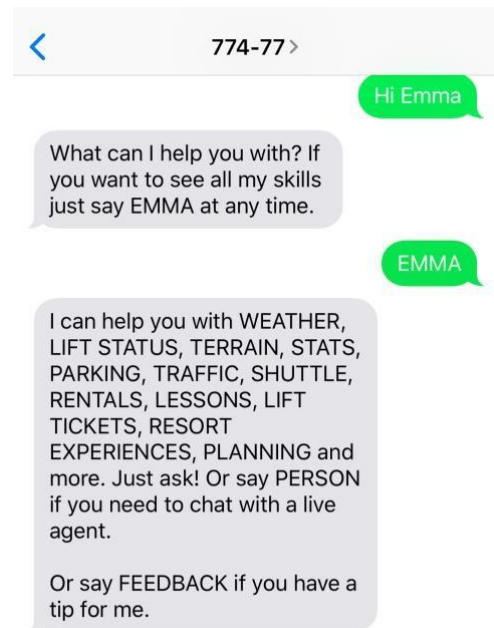 774-77>
Hi Emma
What can I help you with? If
you want to see all my skills
just say EMMA at any time.
EMMA
I can help you with WEATHER,
LIFT STATUS, TERRAIN, STATS,
PARKING, TRAFFIC, SHUTTLE,
RENTALS, LESSONS, LIFT
TICKETS, RESORT
EXPERIENCES, PLANNING and
more. Just ask! Or say PERSON
if you need to chat with a live
agent.
Or say FEEDBACK if you have a
tip for me.